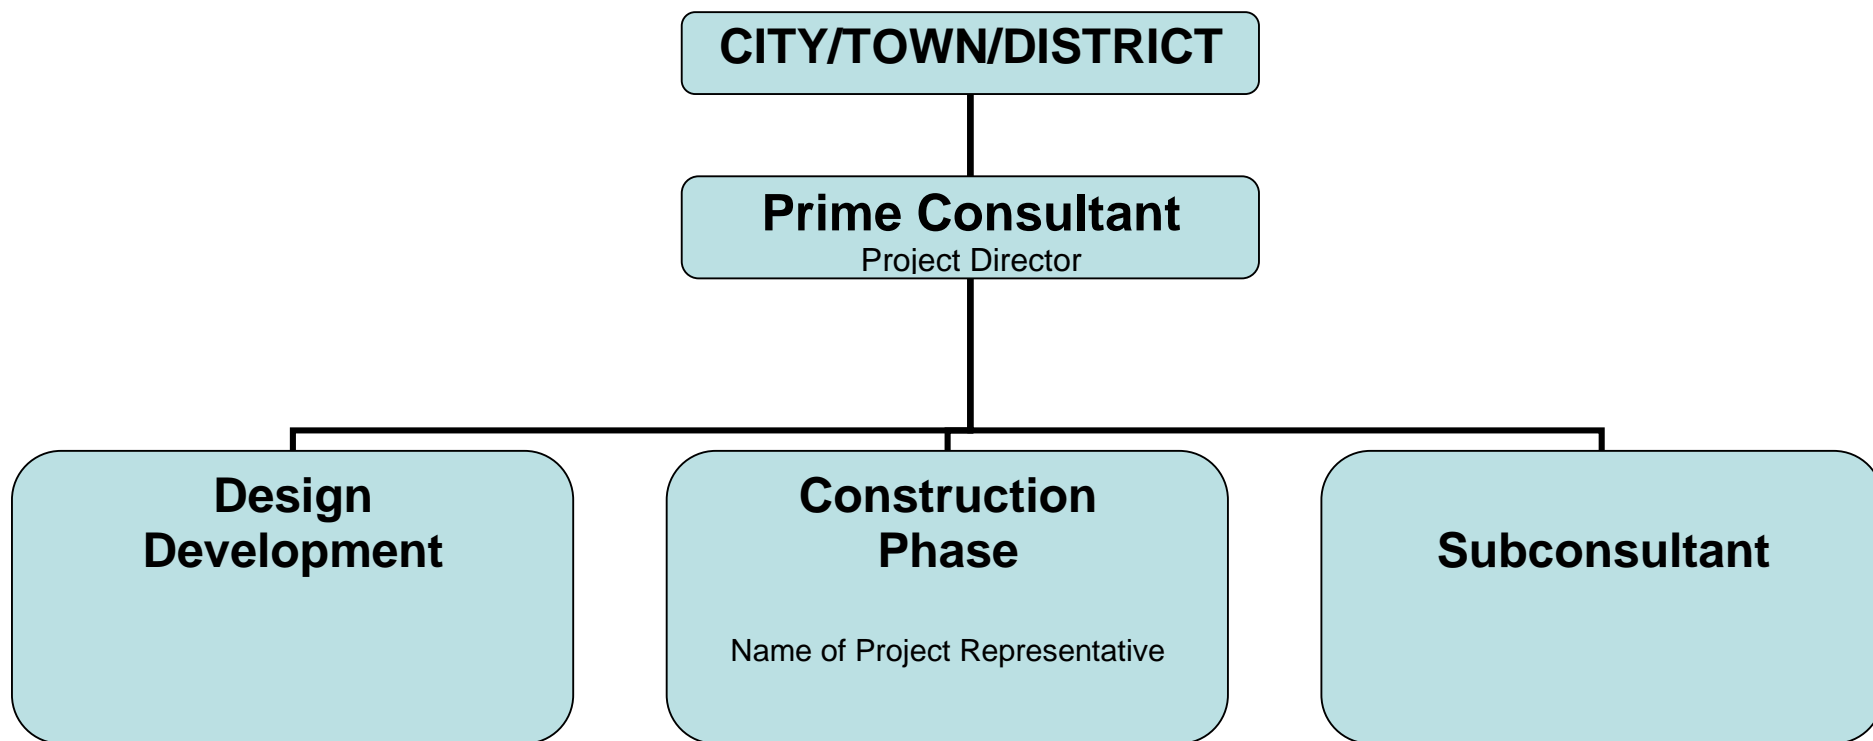 CITY/TOWN/DISTRICT
Prime Consultant
Project Director
Design
Development
Construction
Phase
Name of Project Representative
Subconsultant